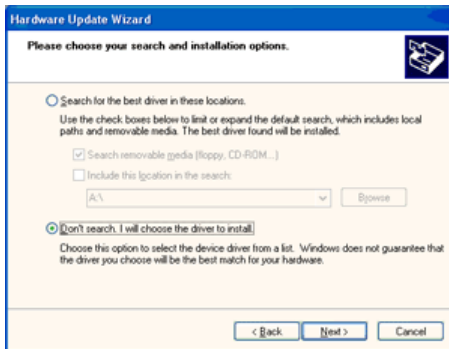 Hardware Update Wizard
Please choose your search and installation options.
Search for the best driver in these locations.
Use the check boxes below to limit or expand the default search, which includes local
paths and removable media. The best driver found will be installed.
Search removable media (floppy, CD-ROM...)
Include this location in the search:
A:\
Browse
Don't search. I will choose the driver to install.
Choose this option to select the device driver from a list. Windows does not guarantee that
the driver you choose will be the best match for your hardware.
< Back Next > Cancel